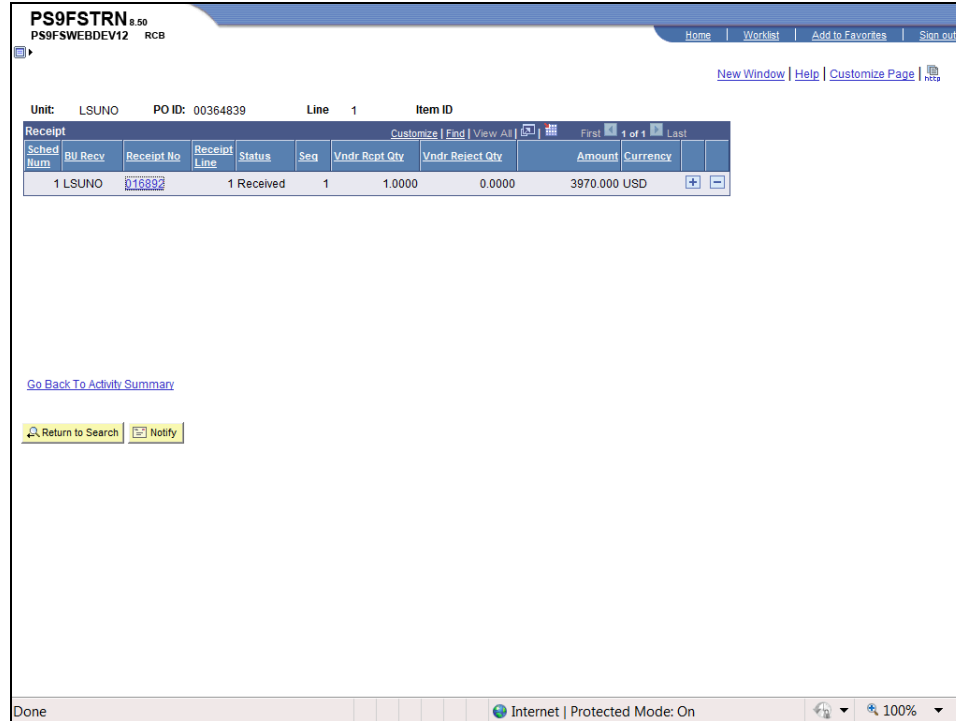 PS9FSTRN 8.50
PS9FSWEBDEV12 RCB
Home | Worklist | Add to Favorites | Sign out
New Window | Help | Customize Page | http
Unit: LSUNO PO ID: 00364839 Line 1 Item ID
Receipt Customize | Find | View All | | First 1 of 1 Last
Sched Num BU Recv Receipt No Receipt Line Status Seq Vndr Rcpt Qty Vndr Reject Qty Amount Currency
1 LSUNO 016892 1 Received 1 1.0000 0.0000 3970.000 USD + −
Go Back To Activity Summary
Return to Search Notify
Done Internet | Protected Mode: On 100%